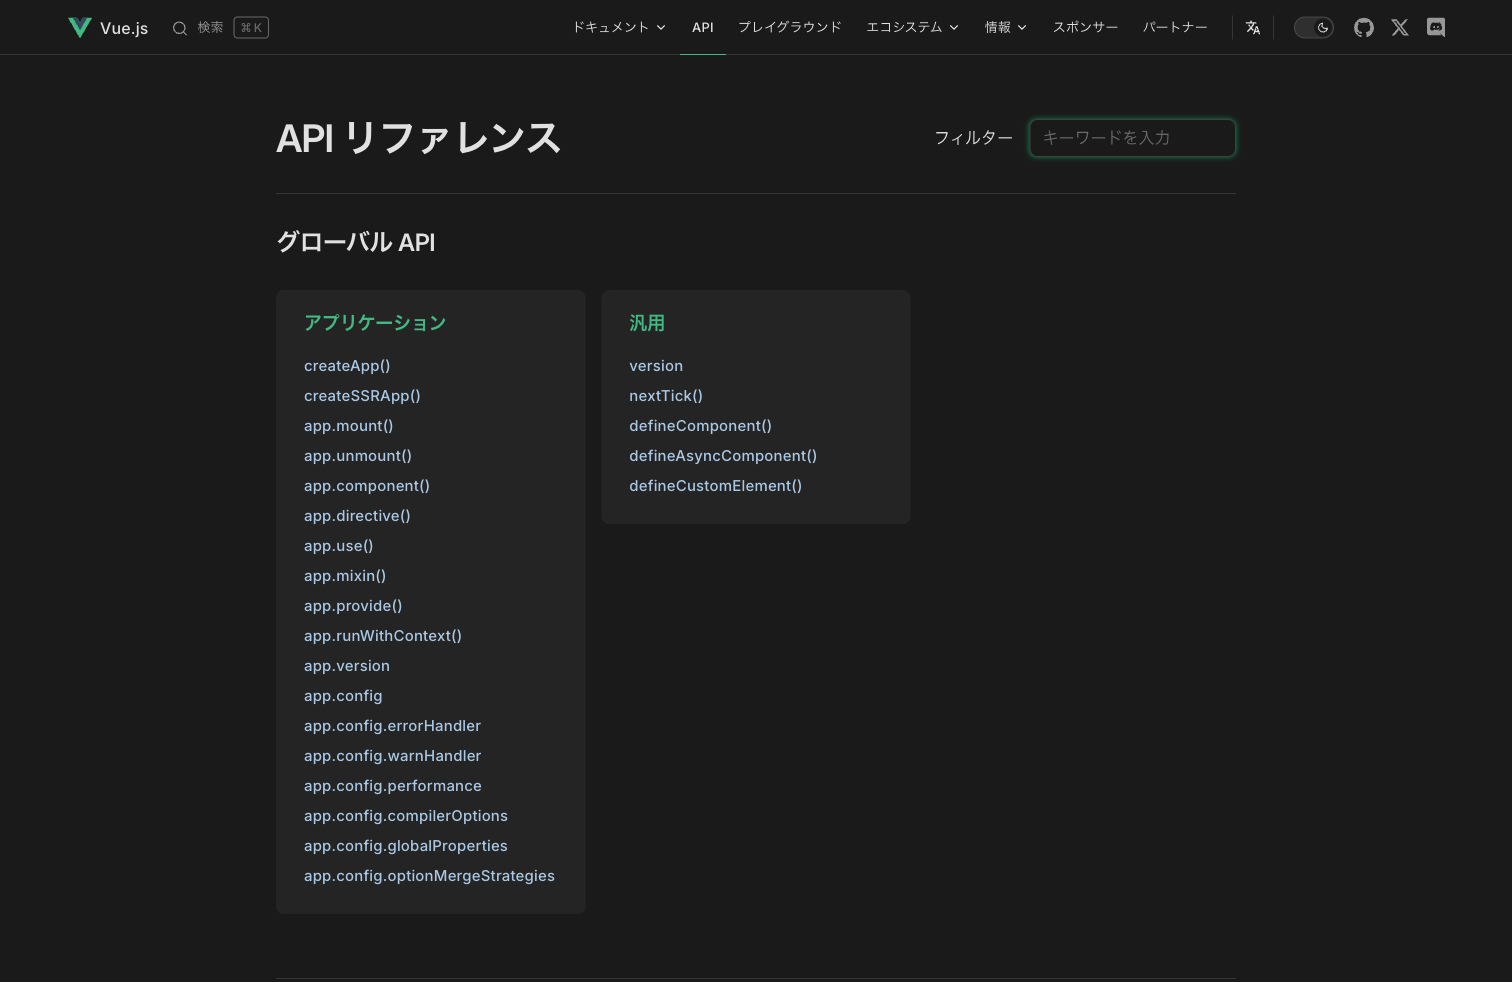 Vue.js 検索 ⌘ K ドキュメント API プレイグラウンド エコシステム 情報 スポンサー パートナー
API リファレンス
フィルター キーワードを入力
グローバル API
アプリケーション
createApp()
createSSRApp()
app.mount()
app.unmount()
app.component()
app.directive()
app.use()
app.mixin()
app.provide()
app.runWithContext()
app.version
app.config
app.config.errorHandler
app.config.warnHandler
app.config.performance
app.config.compilerOptions
app.config.globalProperties
app.config.optionMergeStrategies
汎用
version
nextTick()
defineComponent()
defineAsyncComponent()
defineCustomElement()